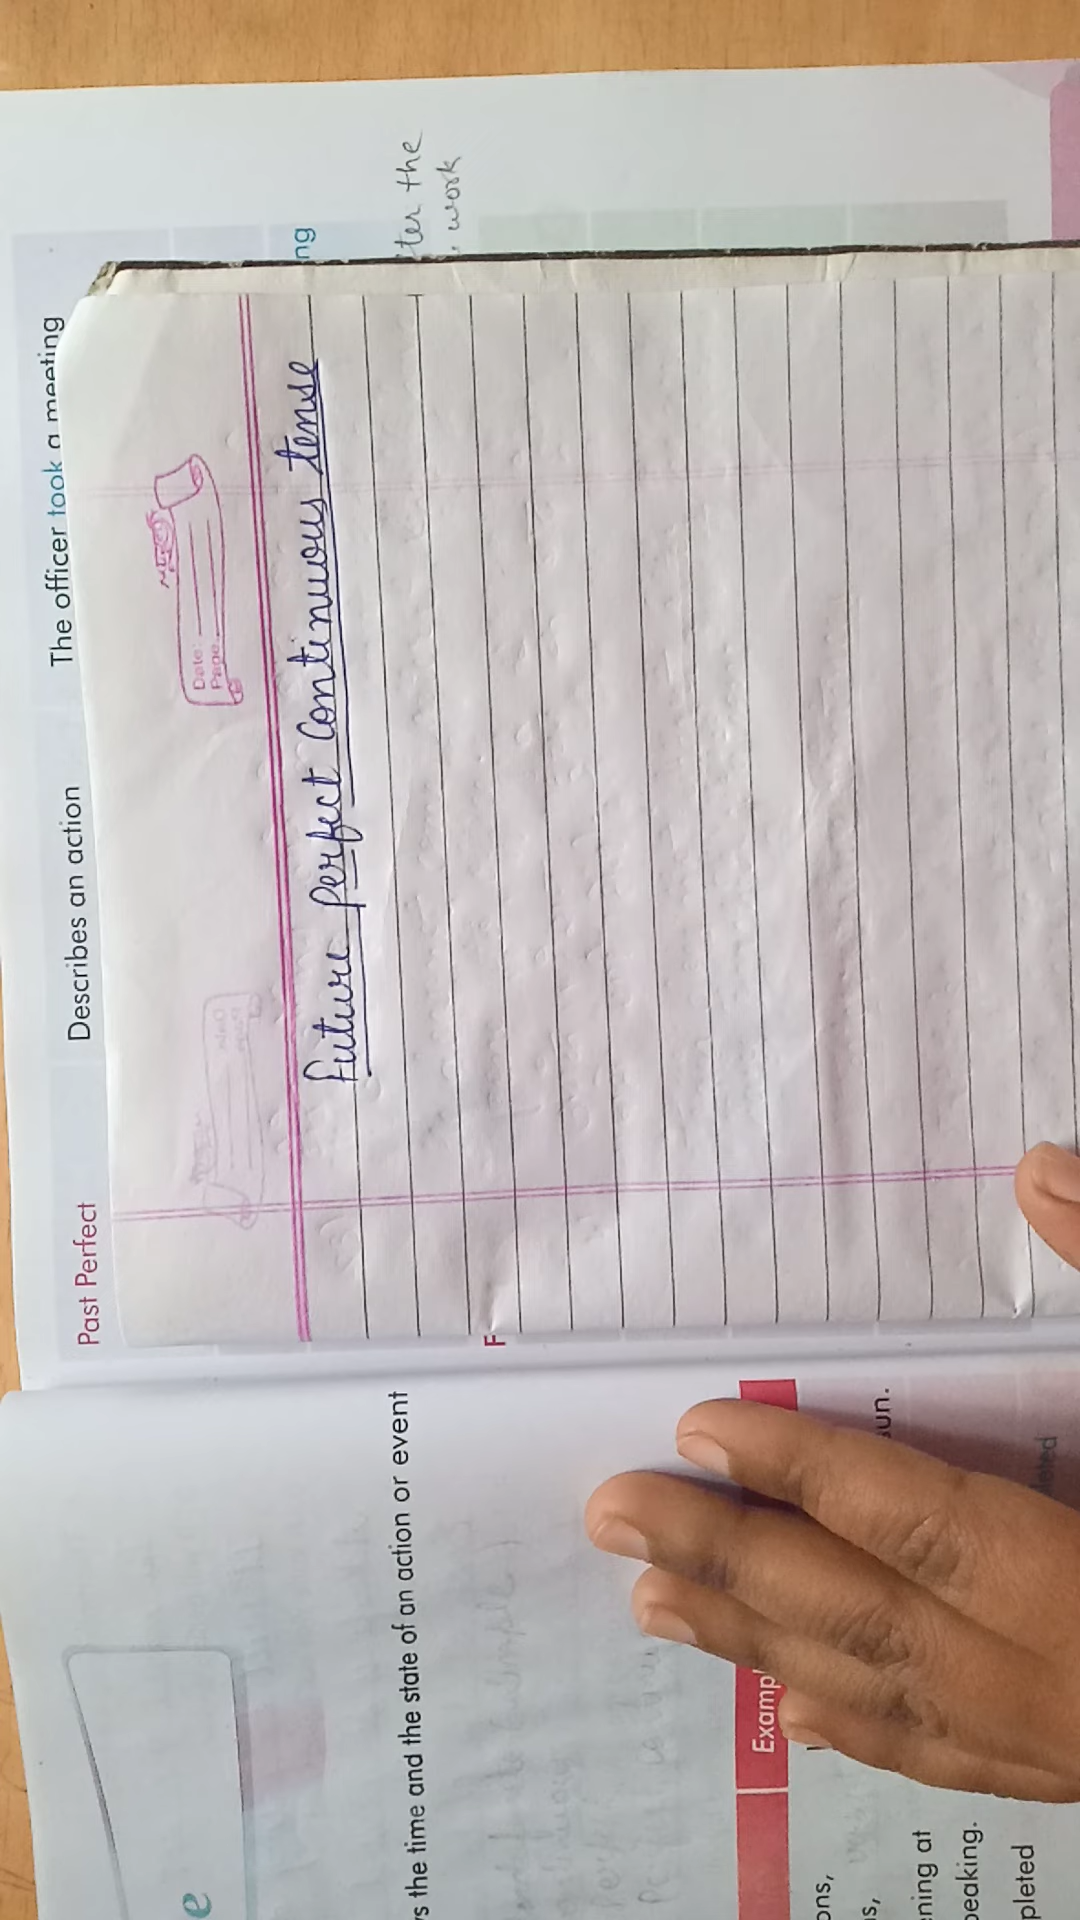 Past Perfect
Describes an action
The officer took a meeting
ng
the
work
Date:
Page:
Future perfect Continuous tense
F
the time and the state of an action or event
Examp
ons,
sun.
ning at
peaking.
pleted
e